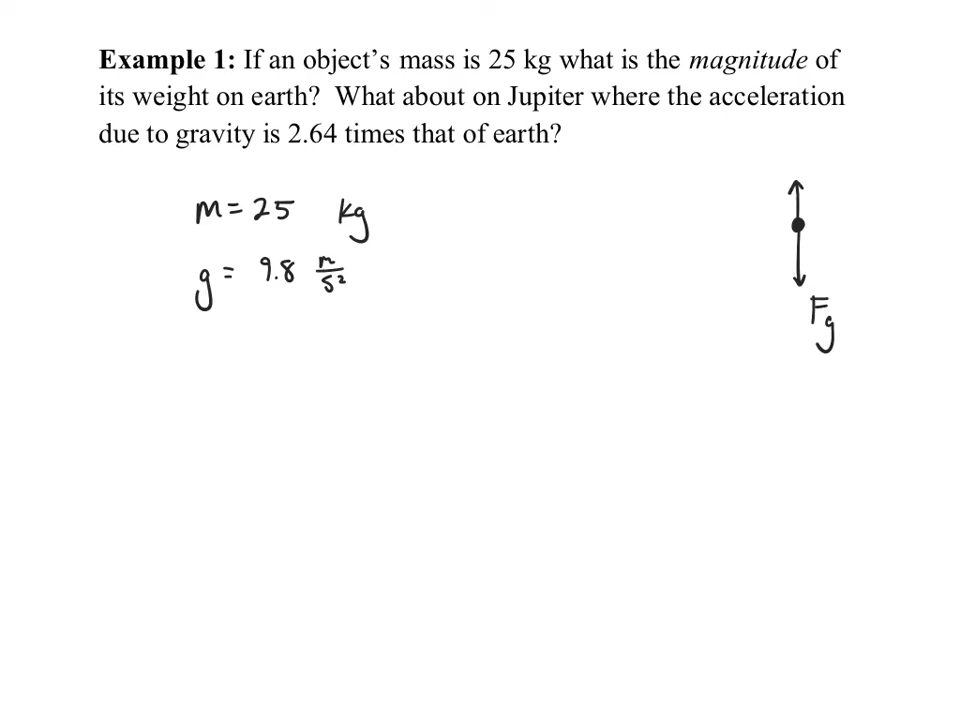 Example 1: If an object’s mass is 25 kg what is the magnitude of
its weight on earth?  What about on Jupiter where the acceleration
due to gravity is 2.64 times that of earth?
m = 25 kg
g = 9.8 m/s²
Fg